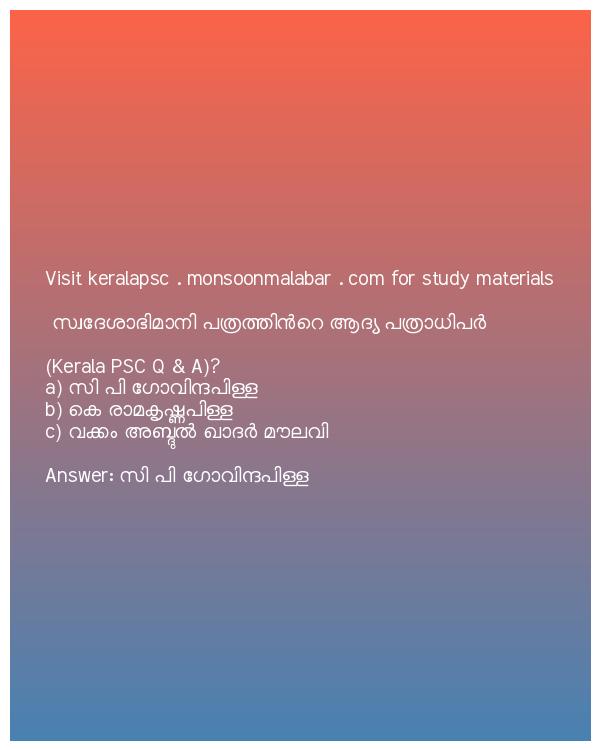 Visit keralapsc . monsoonmalabar . com for study materials
സ്വദേശാഭിമാനി പത്രത്തിൻറെ ആദ്യ പത്രാധിപർ
(Kerala PSC Q & A)?
a) സി പി ഗോവിന്ദപിള്ള
b) കെ രാമകൃഷ്ണപിള്ള
c) വക്കം അബ്ദുൽ ഖാദർ മൗലവി
Answer: സി പി ഗോവിന്ദപിള്ള